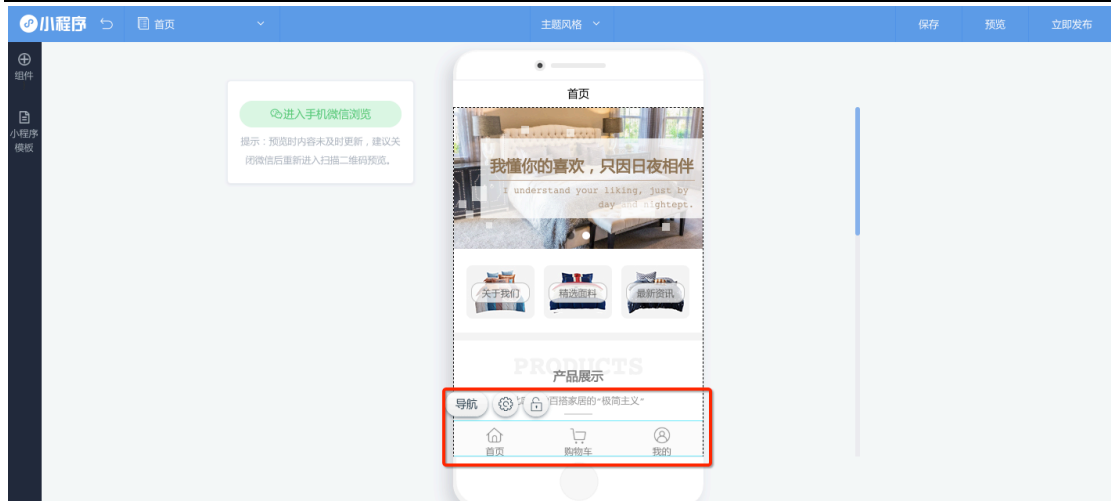 小程序
首页
主题风格
保存
预览
立即发布
组件
小程序
模板
进入手机微信浏览
提示：预览时内容未及时更新，建议关
闭微信后重新进入扫描二维码预览。
首页
我懂你的喜欢，只因日夜相伴
I understand your liking, just by
day and nightept.
关于我们
精选面料
最新资讯
PRODUCTS
产品展示
百搭家居的“极简主义”
导航
首页
购物车
我的